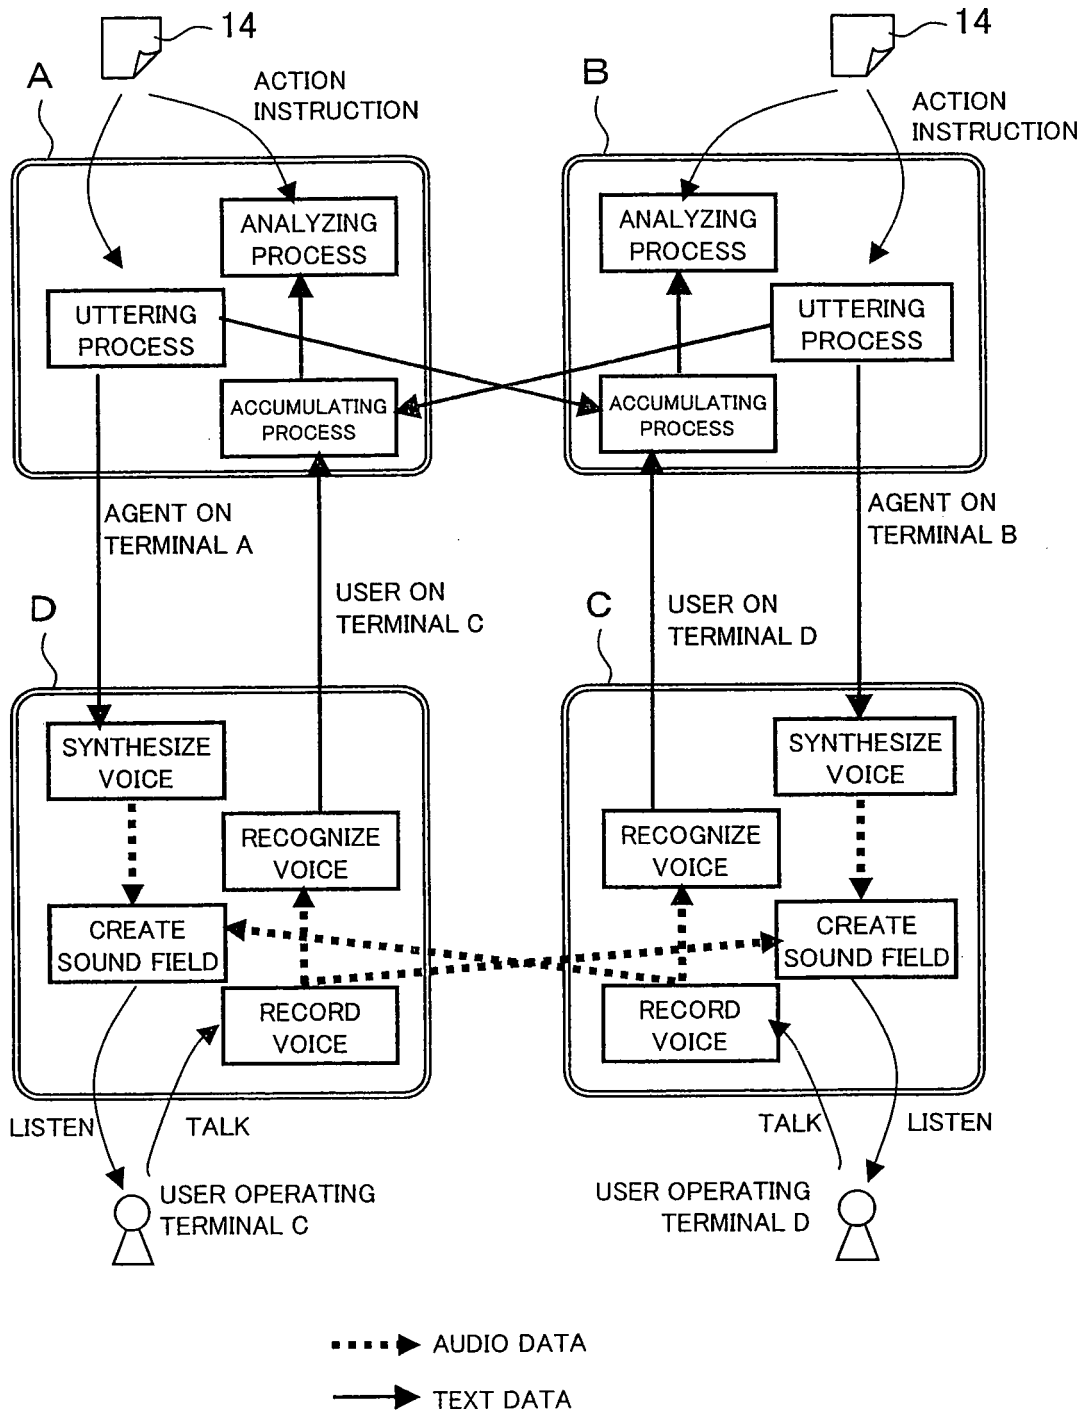 14
14
A
ACTION
INSTRUCTION
B
ACTION
INSTRUCTION
ANALYZING
PROCESS
UTTERING
PROCESS
ACCUMULATING
PROCESS
ANALYZING
PROCESS
UTTERING
PROCESS
ACCUMULATING
PROCESS
AGENT ON
TERMINAL A
USER ON
TERMINAL C
AGENT ON
TERMINAL B
USER ON
TERMINAL D
D
C
SYNTHESIZE
VOICE
RECOGNIZE
VOICE
CREATE
SOUND FIELD
RECORD
VOICE
SYNTHESIZE
VOICE
RECOGNIZE
VOICE
CREATE
SOUND FIELD
RECORD
VOICE
LISTEN
TALK
TALK
LISTEN
USER OPERATING
TERMINAL C
USER OPERATING
TERMINAL D
AUDIO DATA
TEXT DATA